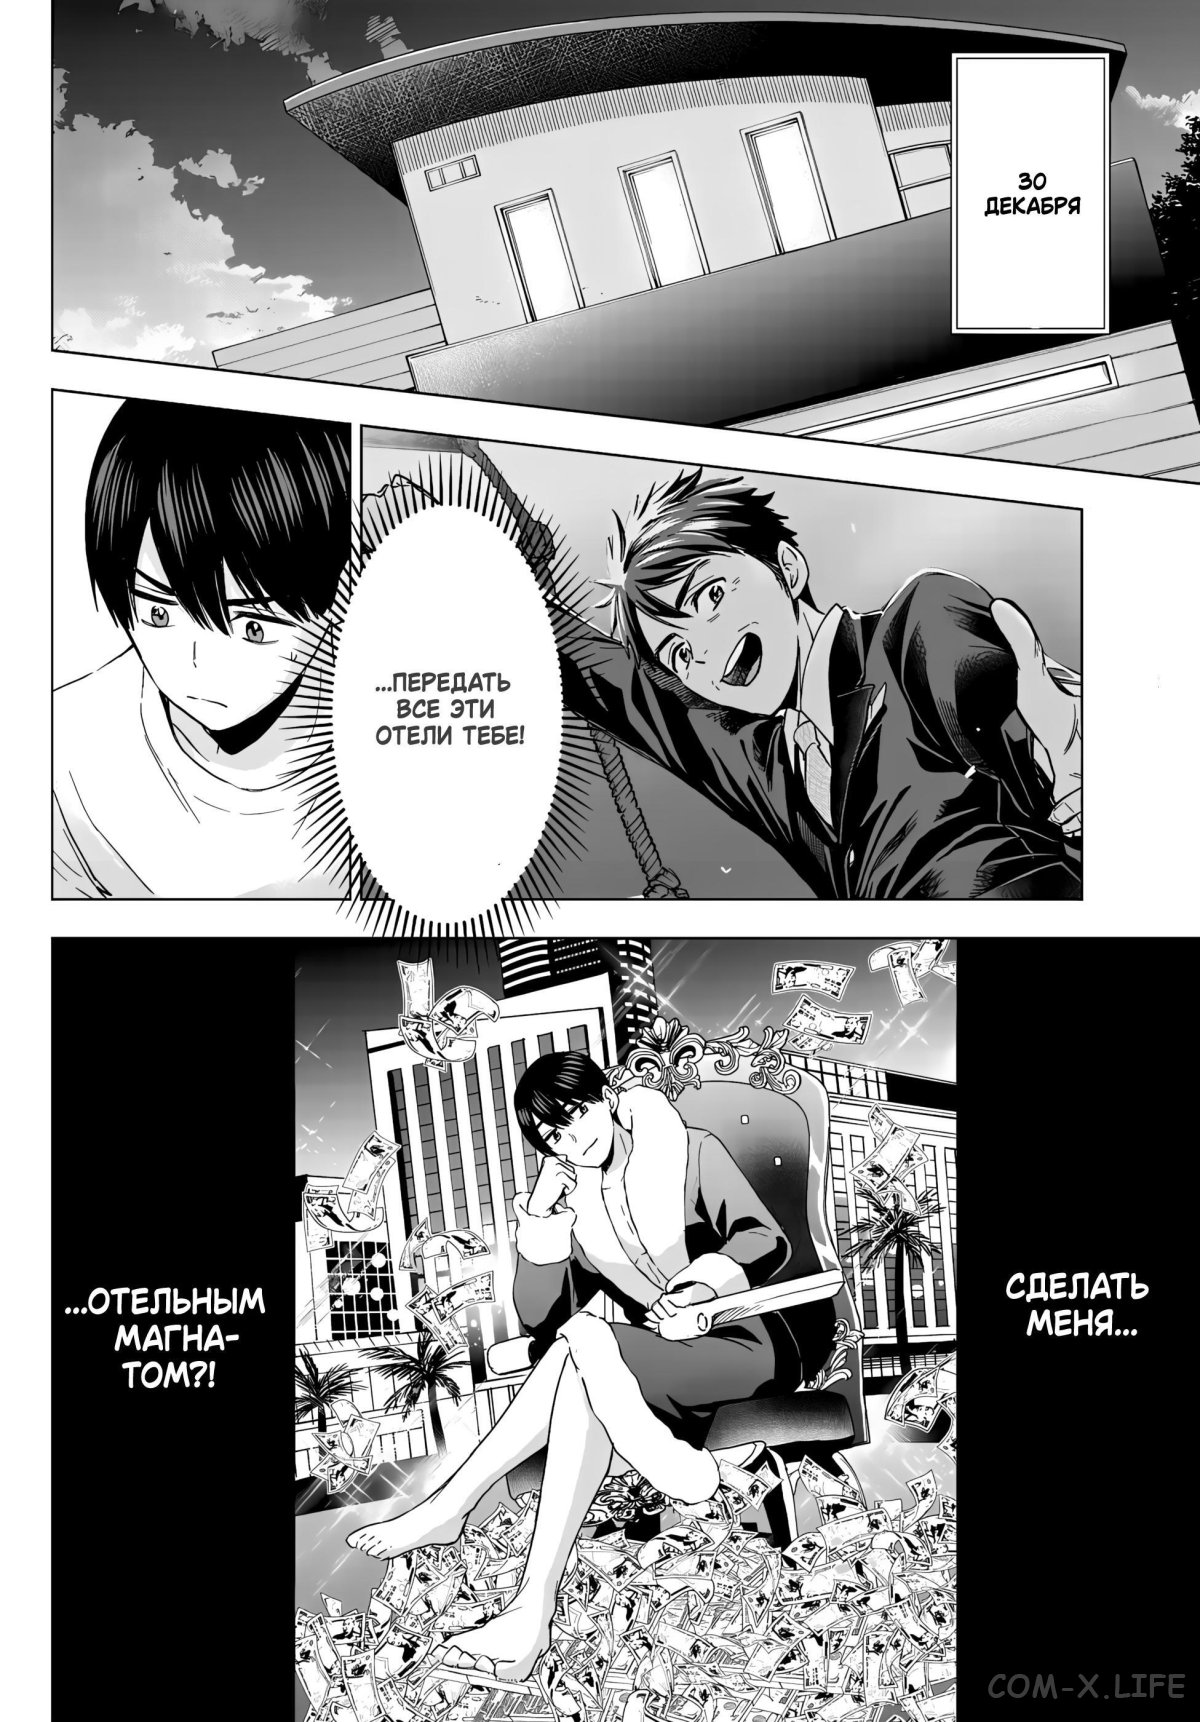 30
ДЕКАБРЯ
...ПЕРЕДАТЬ
ВСЕ ЭТИ
ОТЕЛИ ТЕБЕ!
СДЕЛАТЬ
МЕНЯ...
...ОТЕЛЬНЫМ
МАГНА-
ТОМ?!
COM-X.LIFE